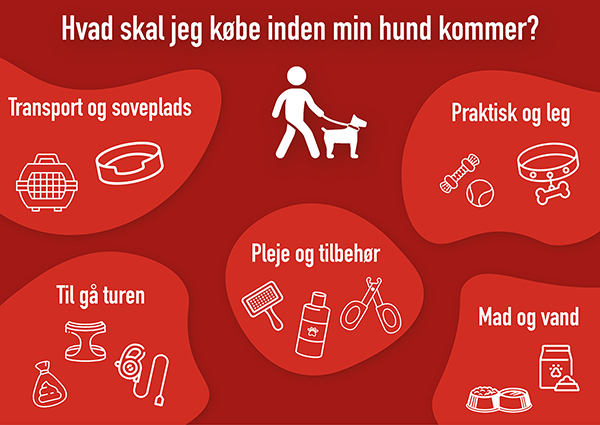 Hvad skal jeg købe inden min hund kommer?
Transport og soveplads
Praktisk og leg
Pleje og tilbehør
Til gå turen
Mad og vand